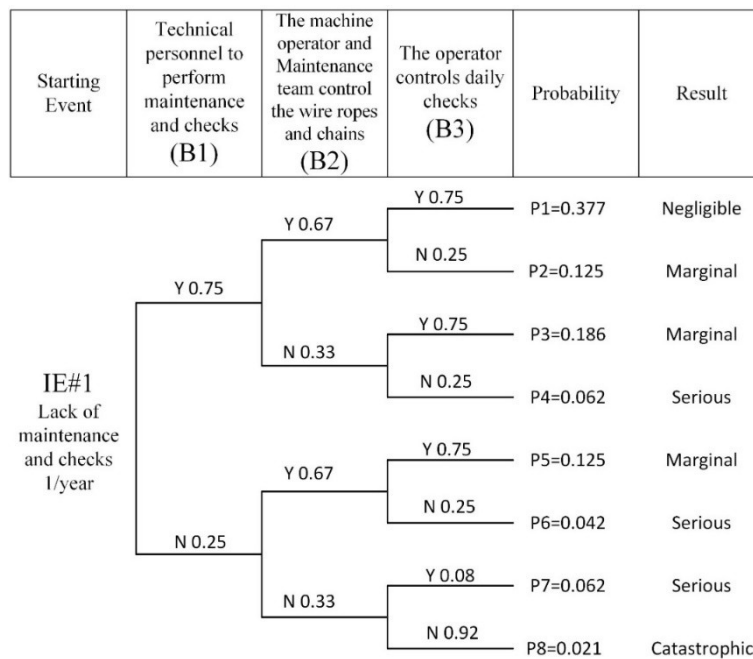 Starting
Event
Technical
personnel to
perform
maintenance
and checks
(B1)
The machine
operator and
Maintenance
team control
the wire ropes
and chains
(B2)
The operator
controls daily
checks
(B3)
Probability
Result
IE#1
Lack of
maintenance
and checks
1/year
Y 0.75
N 0.25
Y 0.67
N 0.33
Y 0.67
N 0.33
Y 0.75
N 0.25
Y 0.75
N 0.25
Y 0.75
N 0.25
Y 0.08
N 0.92
P1=0.377 Negligible
P2=0.125 Marginal
P3=0.186 Marginal
P4=0.062 Serious
P5=0.125 Marginal
P6=0.042 Serious
P7=0.062 Serious
P8=0.021 Catastrophic